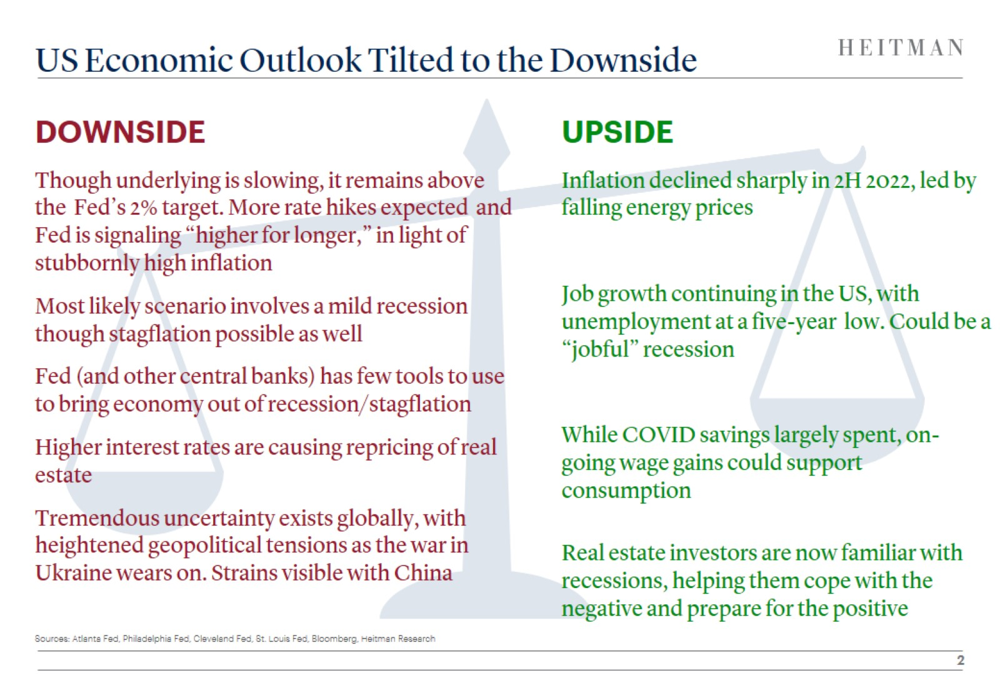 US Economic Outlook Tilted to the Downside
HEITMAN
DOWNSIDE
Though underlying is slowing, it remains above
the Fed's 2% target. More rate hikes expected and
Fed is signaling “higher for longer,” in light of
stubbornly high inflation
Most likely scenario involves a mild recession
though stagflation possible as well
Fed (and other central banks) has few tools to use
to bring economy out of recession/stagflation
Higher interest rates are causing repricing of real
estate
Tremendous uncertainty exists globally, with
heightened geopolitical tensions as the war in
Ukraine wears on. Strains visible with China
UPSIDE
Inflation declined sharply in 2H 2022, led by
falling energy prices
Job growth continuing in the US, with
unemployment at a five-year low. Could be a
“jobful” recession
While COVID savings largely spent, on-
going wage gains could support
consumption
Real estate investors are now familiar with
recessions, helping them cope with the
negative and prepare for the positive
Sources: Atlanta Fed, Philadelphia Fed, Cleveland Fed, St. Louis Fed, Bloomberg, Heitman Research
2